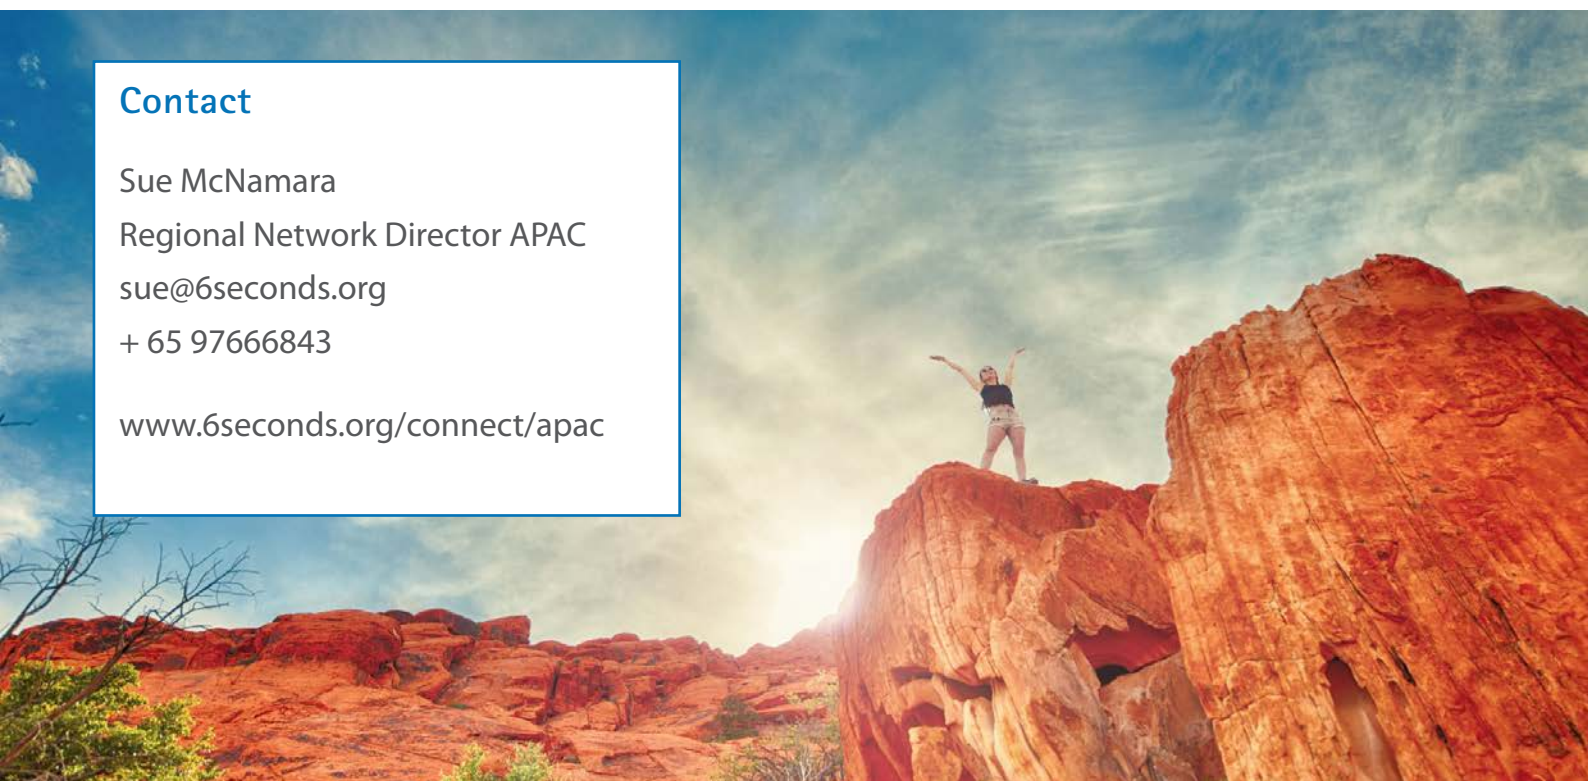 Contact
Sue McNamara
Regional Network Director APAC
sue@6seconds.org
+ 65 97666843
www.6seconds.org/connect/apac